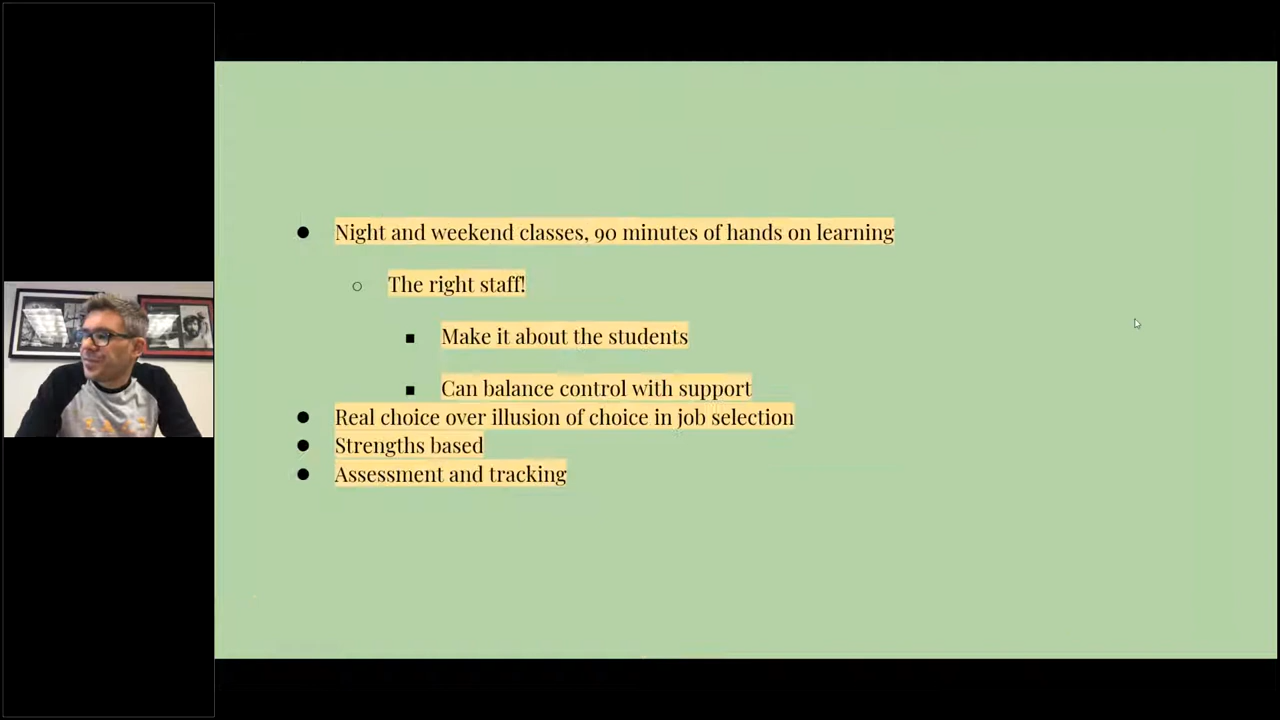 Night and weekend classes, 90 minutes of hands on learning
The right staff!
Make it about the students
Can balance control with support
Real choice over illusion of choice in job selection
Strengths based
Assessment and tracking